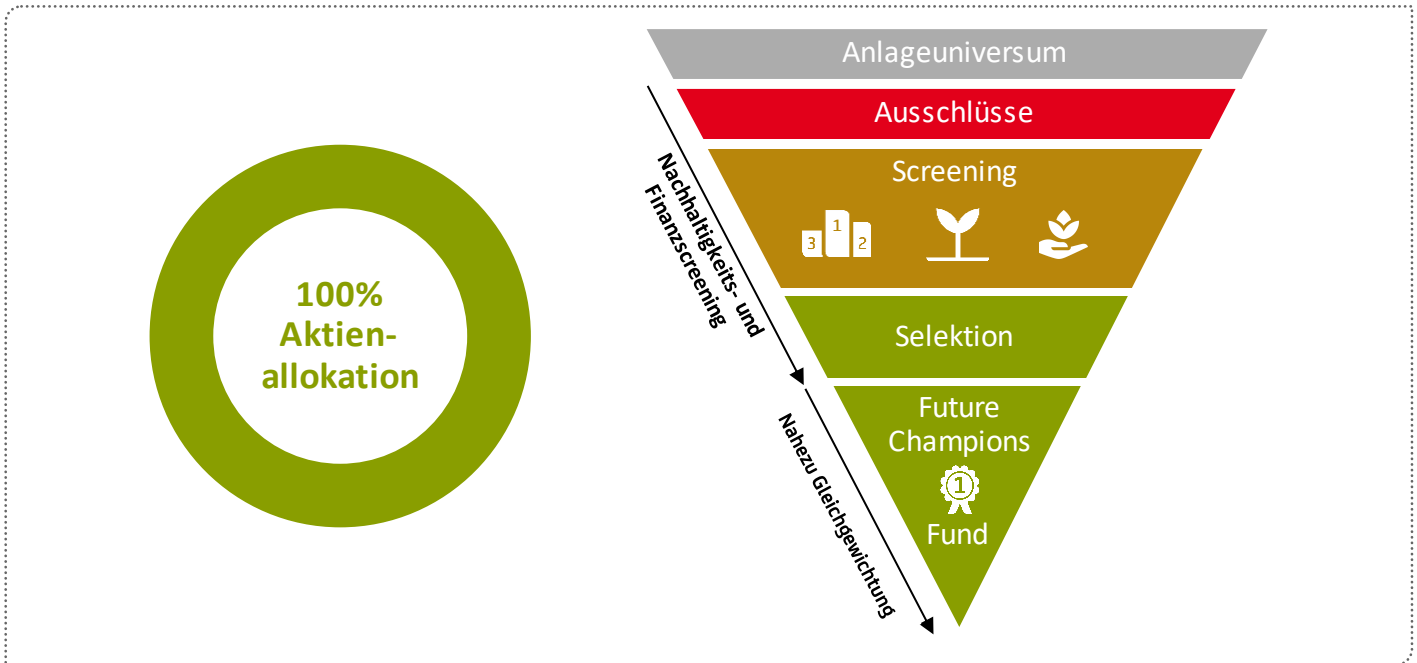 100%
Aktien-
allokation
Anlageuniversum
Ausschlüsse
Screening
3 1 2
Selektion
Future
Champions
1
Fund
Nachhaltigkeits- und
Finanzscreening
Nahezu Gleichgewichtung